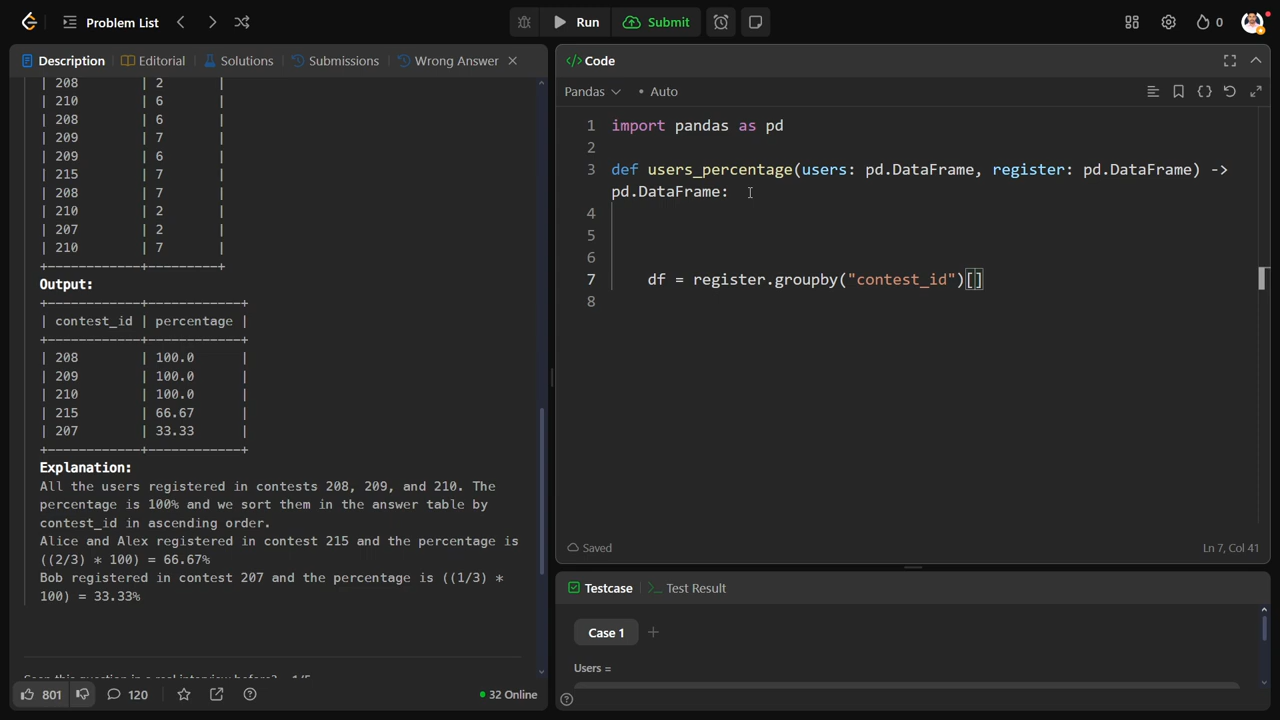 Problem List
Run
Submit
0
Description
Editorial
Solutions
Submissions
Wrong Answer
| 208        | 2       |
| 210        | 6
| 208        | 6
| 209        | 7
| 209        | 6
| 215        | 7
| 208        | 7
| 210        | 2
| 207        | 2
| 210        | 7       |
+------------+---------+
Output:
+------------+------------+
| contest_id | percentage |
+------------+------------+
| 208        | 100.0      |
| 209        | 100.0      |
| 210        | 100.0      |
| 215        | 66.67      |
| 207        | 33.33      |
+------------+------------+
Explanation:
All the users registered in contests 208, 209, and 210. The
percentage is 100% and we sort them in the answer table by
contest_id in ascending order.
Alice and Alex registered in contest 215 and the percentage is
((2/3) * 100) = 66.67%
Bob registered in contest 207 and the percentage is ((1/3) *
100) = 33.33%
801
120
32 Online
</> Code
Pandas
Auto
1 import pandas as pd
2
3 def users_percentage(users: pd.DataFrame, register: pd.DataFrame) ->
pd.DataFrame:
4
5
6
7 df = register.groupby("contest_id")[]
8
Saved
Ln 7, Col 41
Testcase
Test Result
Case 1
Users =